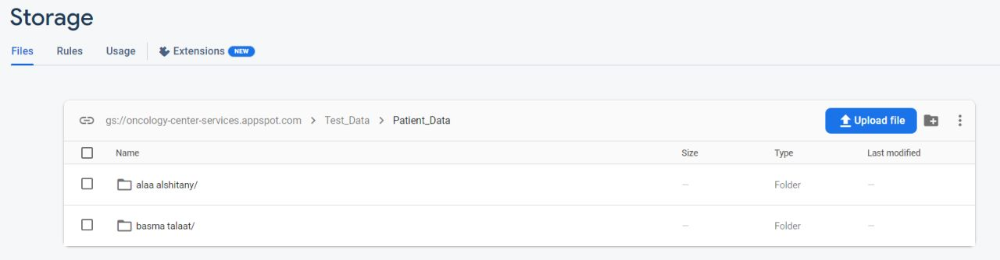 Storage
Files Rules Usage Extensions NEW
gs://oncology-center-services.appspot.com > Test_Data > Patient_Data Upload file
Name Size Type Last modified
alaa alshitany/ — Folder —
basma talaat/ — Folder —